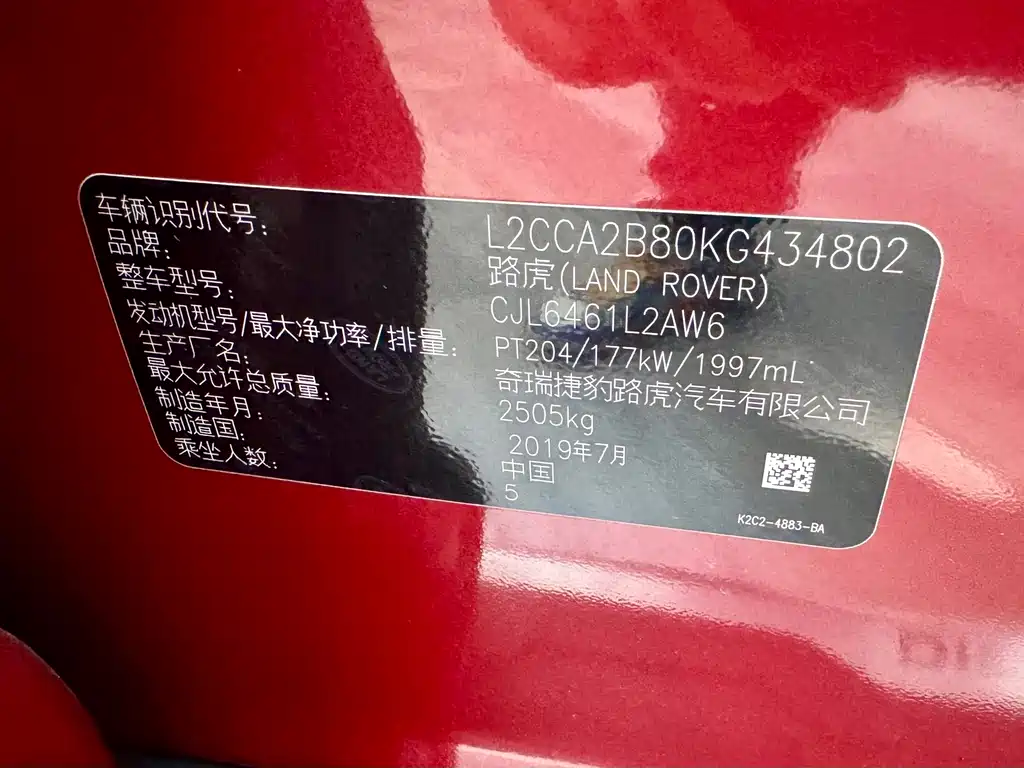 车辆识别代号: L2CCA2B80KG434802
品牌: 路虎(LAND ROVER)
整车型号: CJL6461L2AW6
发动机型号/最大净功率/排量: PT204/177kW/1997mL
生产厂名: 奇瑞捷豹路虎汽车有限公司
最大允许总质量: 2505kg
制造年月: 2019年7月
制造国: 中国
乘坐人数: 5
K2C2-4883-BA